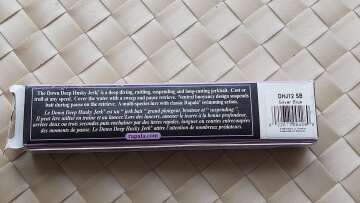 The Down Deep Husky Jerk® is a deep diving, rattling, suspending and long-casting jerkbait. Cast or
troll at any speed. Cover the water with a sweep and pause retrieve. Neutral buoyancy design suspends
bait during pause on the retrieve. A multi-species lure with classic Rapala® swimming action.
Le Down Deep Husky Jerk® est un " jerk bait " grand plongeur, bruiteur et " suspending ".
Il peut être utilisé en traîne et au lancer. Lors des lancers, amener le leurre à la bonne profondeur,
arrêter deux ou trois secondes puis enchaîner par des tirées rapides, longues ou courtes entrecoupées
des moments de pause. Le Down Deep Husky Jerk® attire l'attention de nombreux prédateurs.
rapala.com
DHJ12 SB
Silver Blue